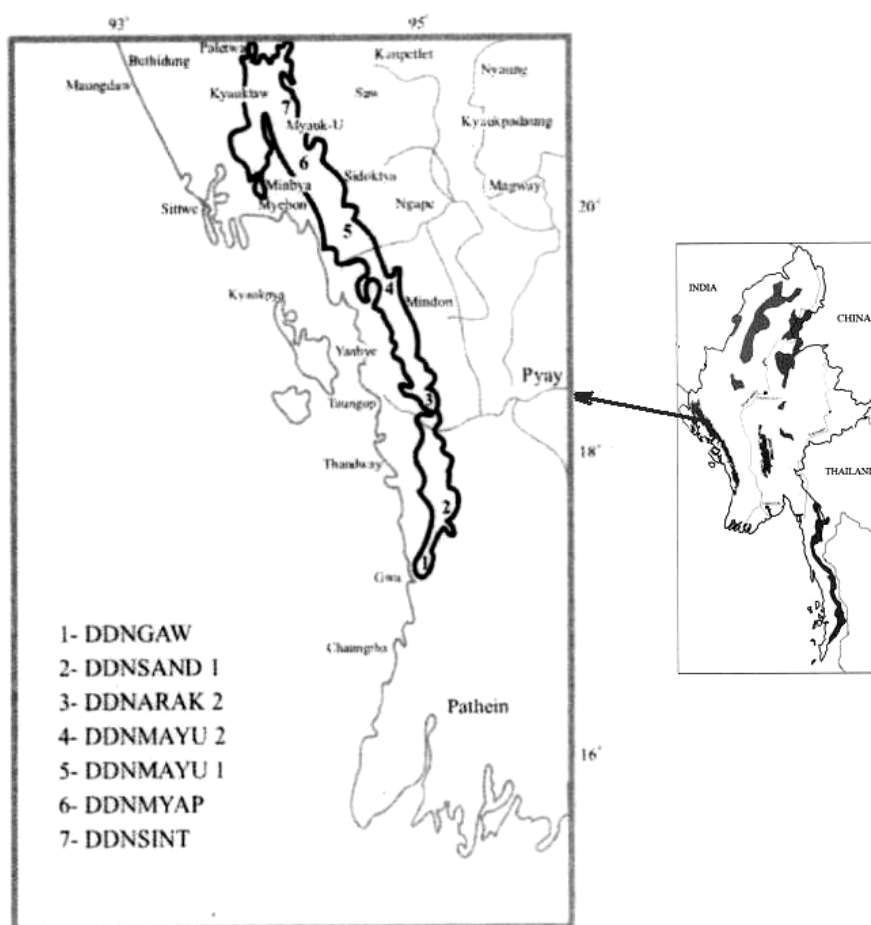 93°
95°
Paletwa
Buthidung
Maungdaw
Kyauktaw
Kanpetlet
Nyaung
Saw
Kyaukpadaung
7
Myauk-U
6
Sidoktya
Minbya
Myebon
Sittwe
Ngape
Magway
20°
5
4
Mindon
Kyaukpyu
Yanbye
Pyay
3
Taungup
18°
Thandway
2
1
Gwa
1- DDNGAW
2- DDNSAND 1
3- DDNARAK 2
4- DDNMAYU 2
5- DDNMAYU 1
6- DDNMYAP
7- DDNSINT
Pathein
16°
INDIA
CHINA
THAILAND